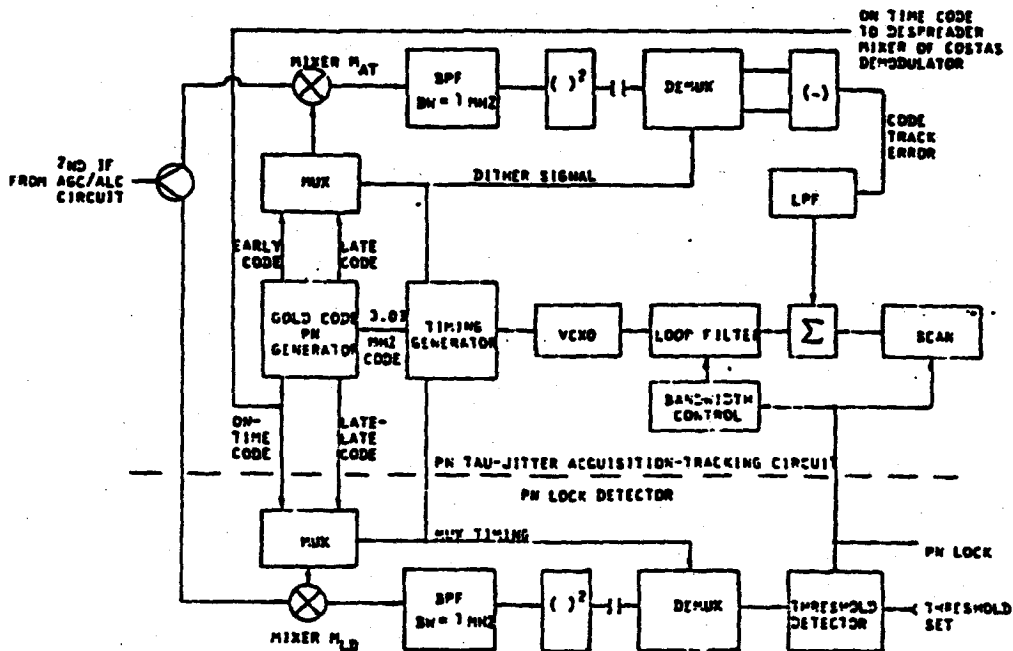 ON TIME CODE
TO DESPREADER
MIXER OF COSTAS
DEMODULATOR
MIXER M_AT
BPF
BW = 1 MHZ
( )²
DEMUX
(-)
CODE
TRACK
ERROR
2ND IF
FROM AGC/ALC
CIRCUIT
MUX
DITHER SIGNAL
LPF
EARLY
CODE
LATE
CODE
GOLD CODE
PN
GENERATOR
3.03
MHZ
CODE
TIMING
GENERATOR
VCXO
LOOP FILTER
Σ
SCAN
BANDWIDTH
CONTROL
ON-
TIME
CODE
LATE-
LATE
CODE
PN TAU-JITTER ACQUISITION-TRACKING CIRCUIT
PN LOCK DETECTOR
MUX
MUX TIMING
PN LOCK
BPF
BW = 1 MHZ
( )²
DEMUX
THRESHOLD
DETECTOR
THRESHOLD
SET
MIXER M_LD